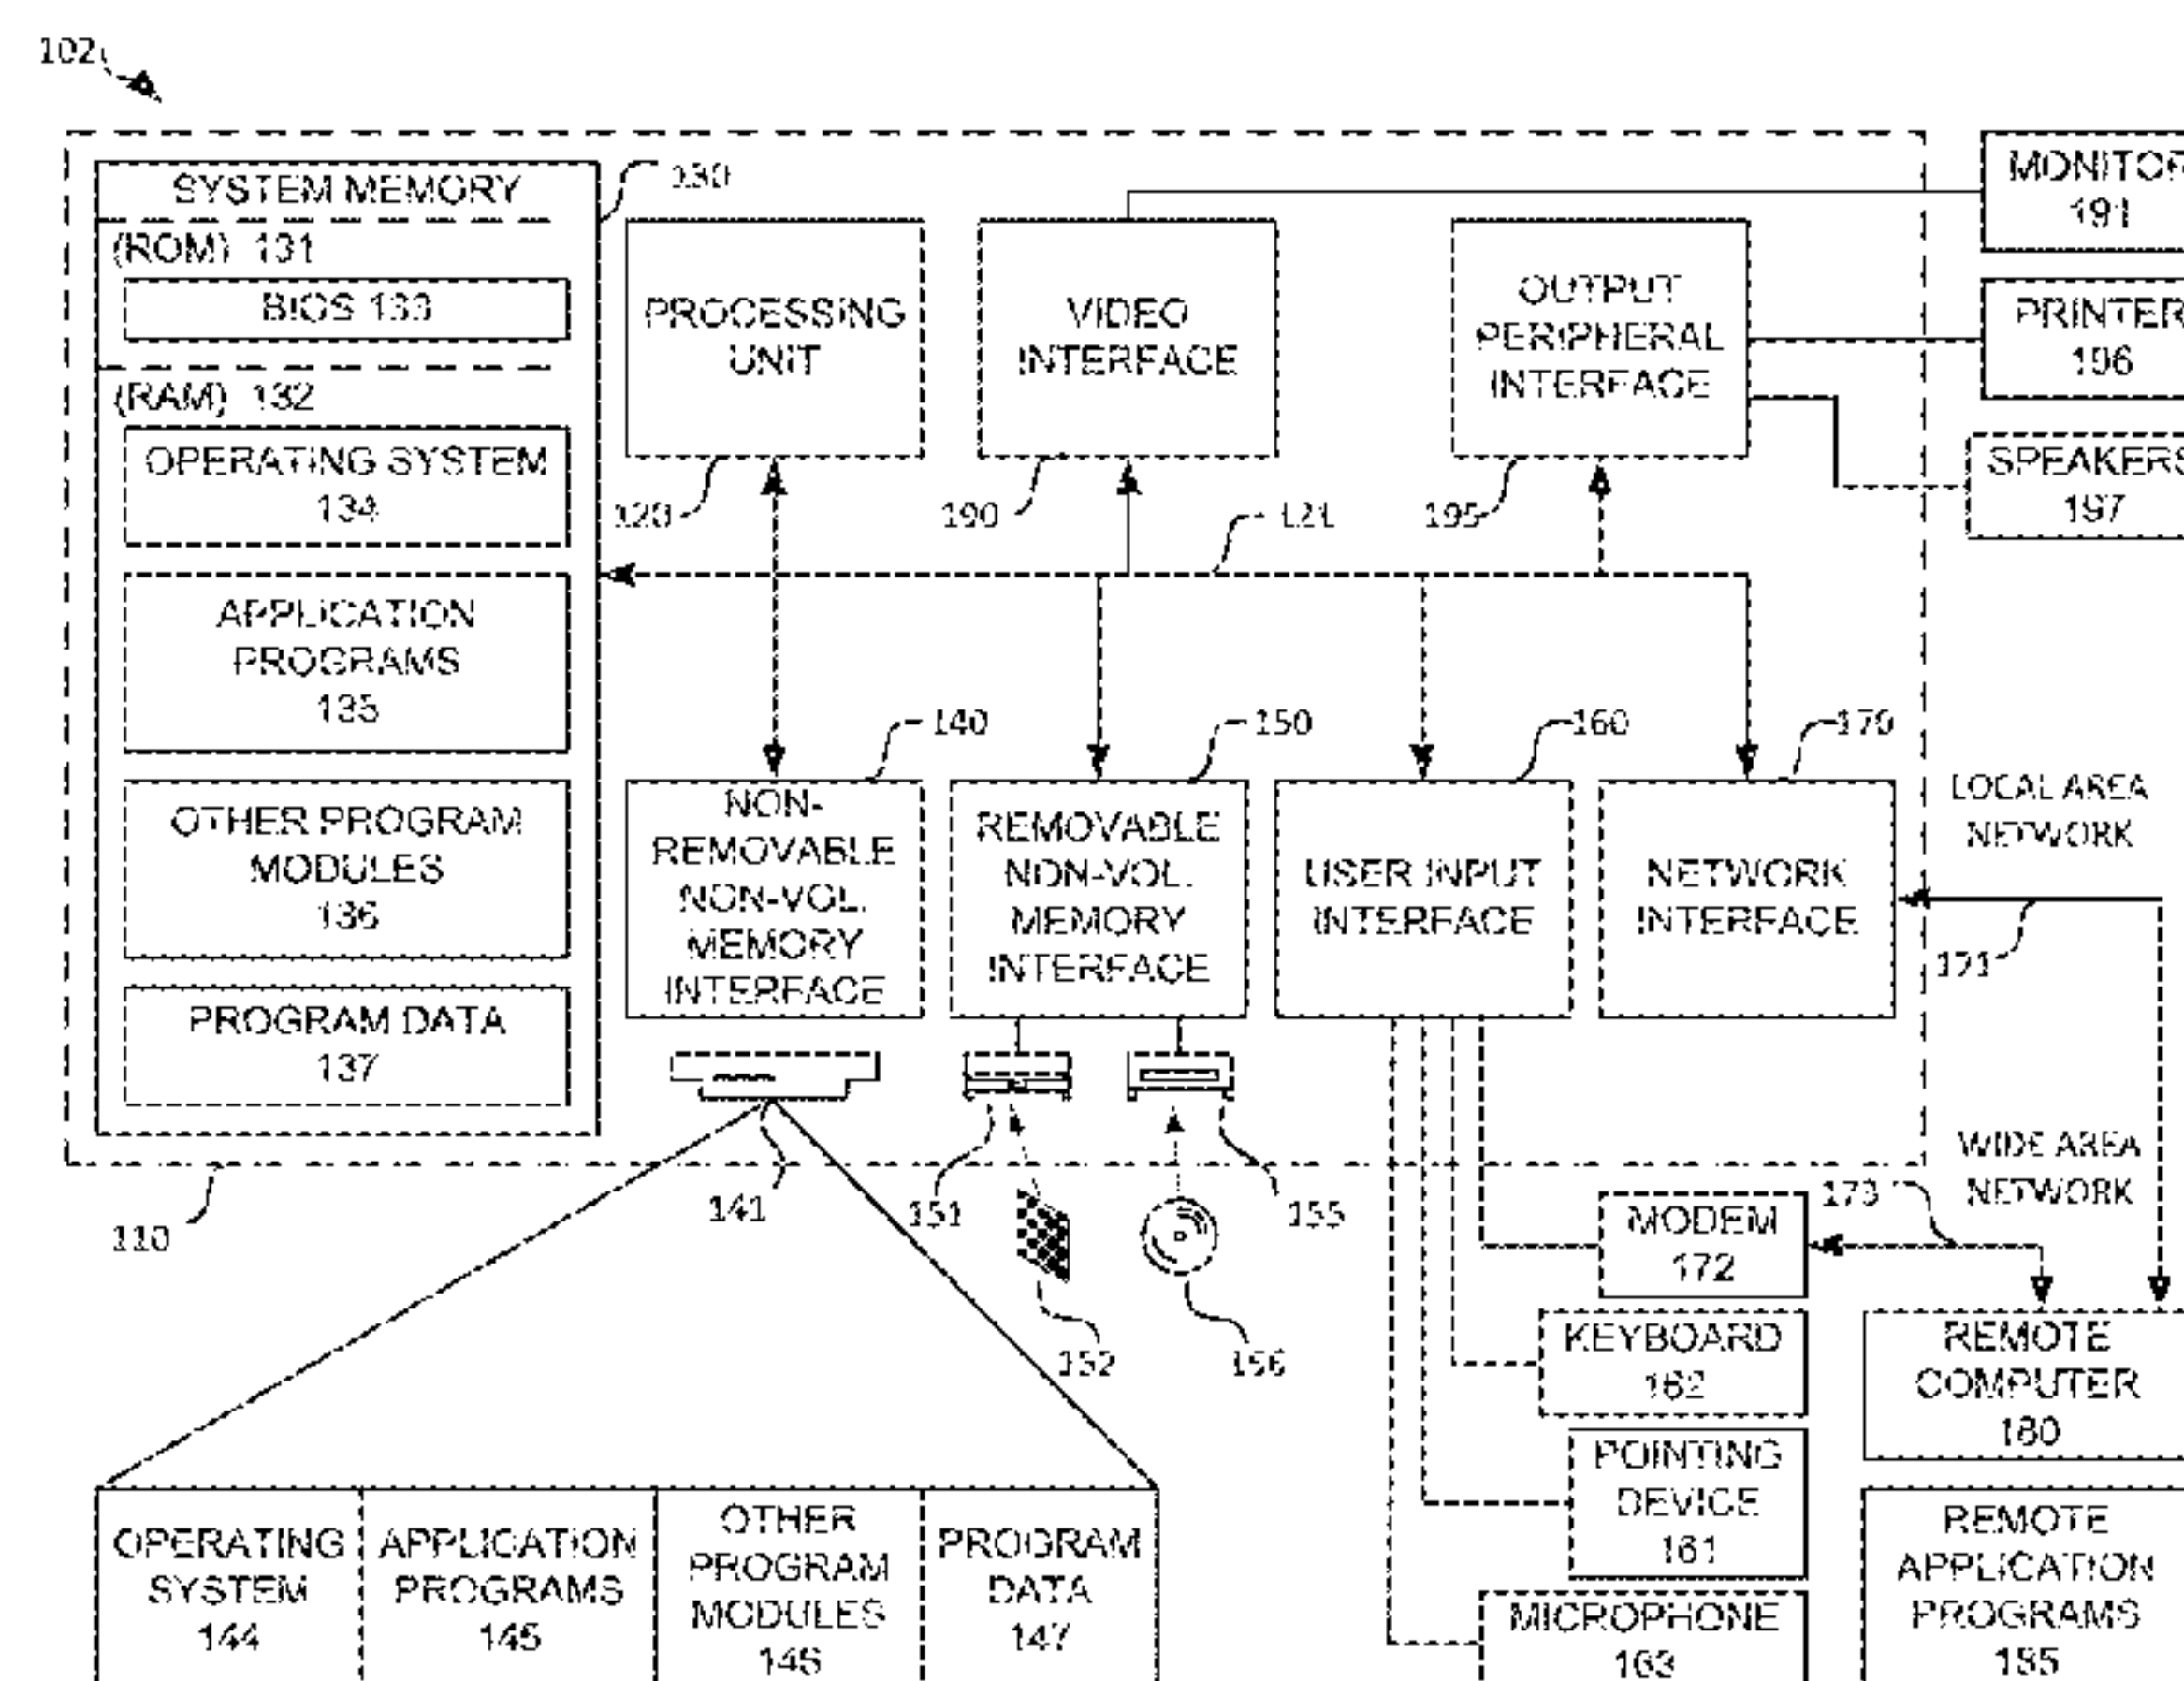 102
SYSTEM MEMORY
130
(ROM) 131
BIOS 133
(RAM) 132
OPERATING SYSTEM
134
APPLICATION
PROGRAMS
135
OTHER PROGRAM
MODULES
136
PROGRAM DATA
137
110
PROCESSING
UNIT
120
VIDEO
INTERFACE
190
121
OUTPUT
PERIPHERAL
INTERFACE
195
MONITOR
191
PRINTER
196
SPEAKERS
197
140
NON-
REMOVABLE
NON-VOL.
MEMORY
INTERFACE
150
REMOVABLE
NON-VOL.
MEMORY
INTERFACE
160
USER INPUT
INTERFACE
170
NETWORK
INTERFACE
LOCAL AREA
NETWORK
171
141
151
155
152
156
WIDE AREA
NETWORK
173
MODEM
172
KEYBOARD
162
POINTING
DEVICE
161
MICROPHONE
163
REMOTE
COMPUTER
180
REMOTE
APPLICATION
PROGRAMS
185
OPERATING
SYSTEM
144
APPLICATION
PROGRAMS
145
OTHER
PROGRAM
MODULES
146
PROGRAM
DATA
147